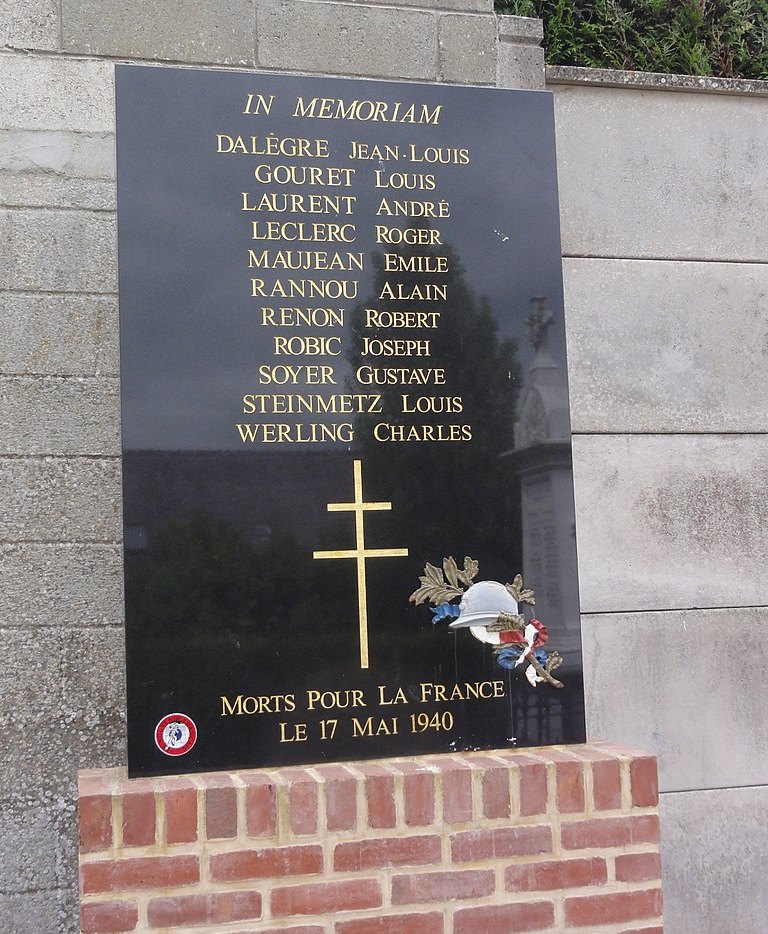 IN MEMORIAM
DALÈGRE JEAN-LOUIS
GOURET LOUIS
LAURENT ANDRÉ
LECLERC ROGER
MAUJEAN EMILE
RANNOU ALAIN
RENON ROBERT
ROBIC JOSEPH
SOYER GUSTAVE
STEINMETZ LOUIS
WERLING CHARLES
MORTS POUR LA FRANCE
LE 17 MAI 1940